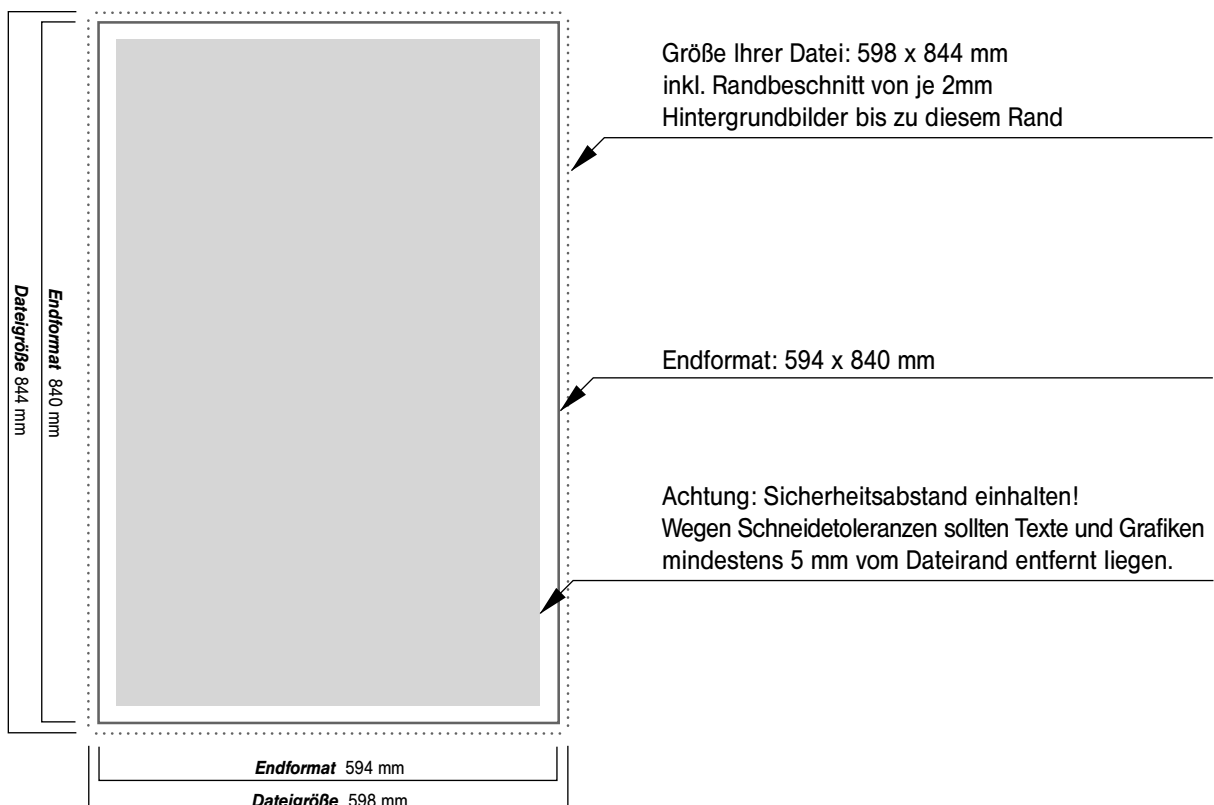 Größe Ihrer Datei: 598 x 844 mm
inkl. Randbeschnitt von je 2mm
Hintergrundbilder bis zu diesem Rand
Endformat: 594 x 840 mm
Achtung: Sicherheitsabstand einhalten!
Wegen Schneidetoleranzen sollten Texte und Grafiken
mindestens 5 mm vom Dateirand entfernt liegen.
Dateigröße 844 mm
Endformat 840 mm
Endformat 594 mm
Dateigröße 598 mm